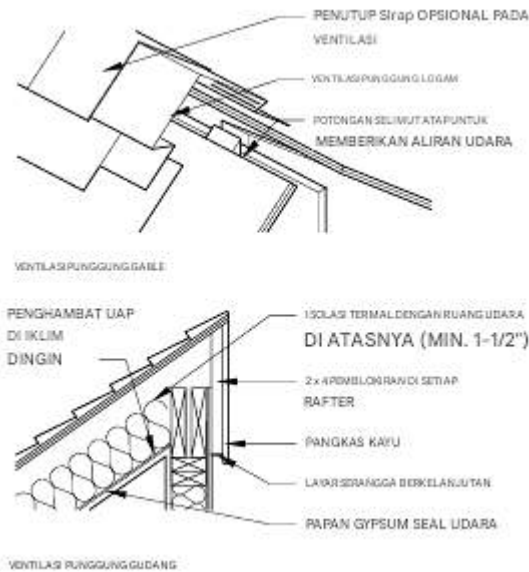 PENUTUP Sirap OPSIONAL PADA
VENTILASI
VENTILASI PUNGGUNG LOGAM
POTONGAN SELIMUT ATAP UNTUK
MEMBERIKAN ALIRAN UDARA
VENTILASI PUNGGUNG GABLE
PENGHAMBAT UAP
DI IKLIM
DINGIN
ISOLASI TERMAL DENGAN RUANG UDARA
DI ATASNYA (MIN. 1-1/2")
2 x 4 PEMBLOKIRAN DI SETIAP
RAFTER
PANGKAS KAYU
LAYAR SERANGGA BERKELANJUTAN
PAPAN GYPSUM SEAL UDARA
VENTILASI PUNGGUNG GUDANG